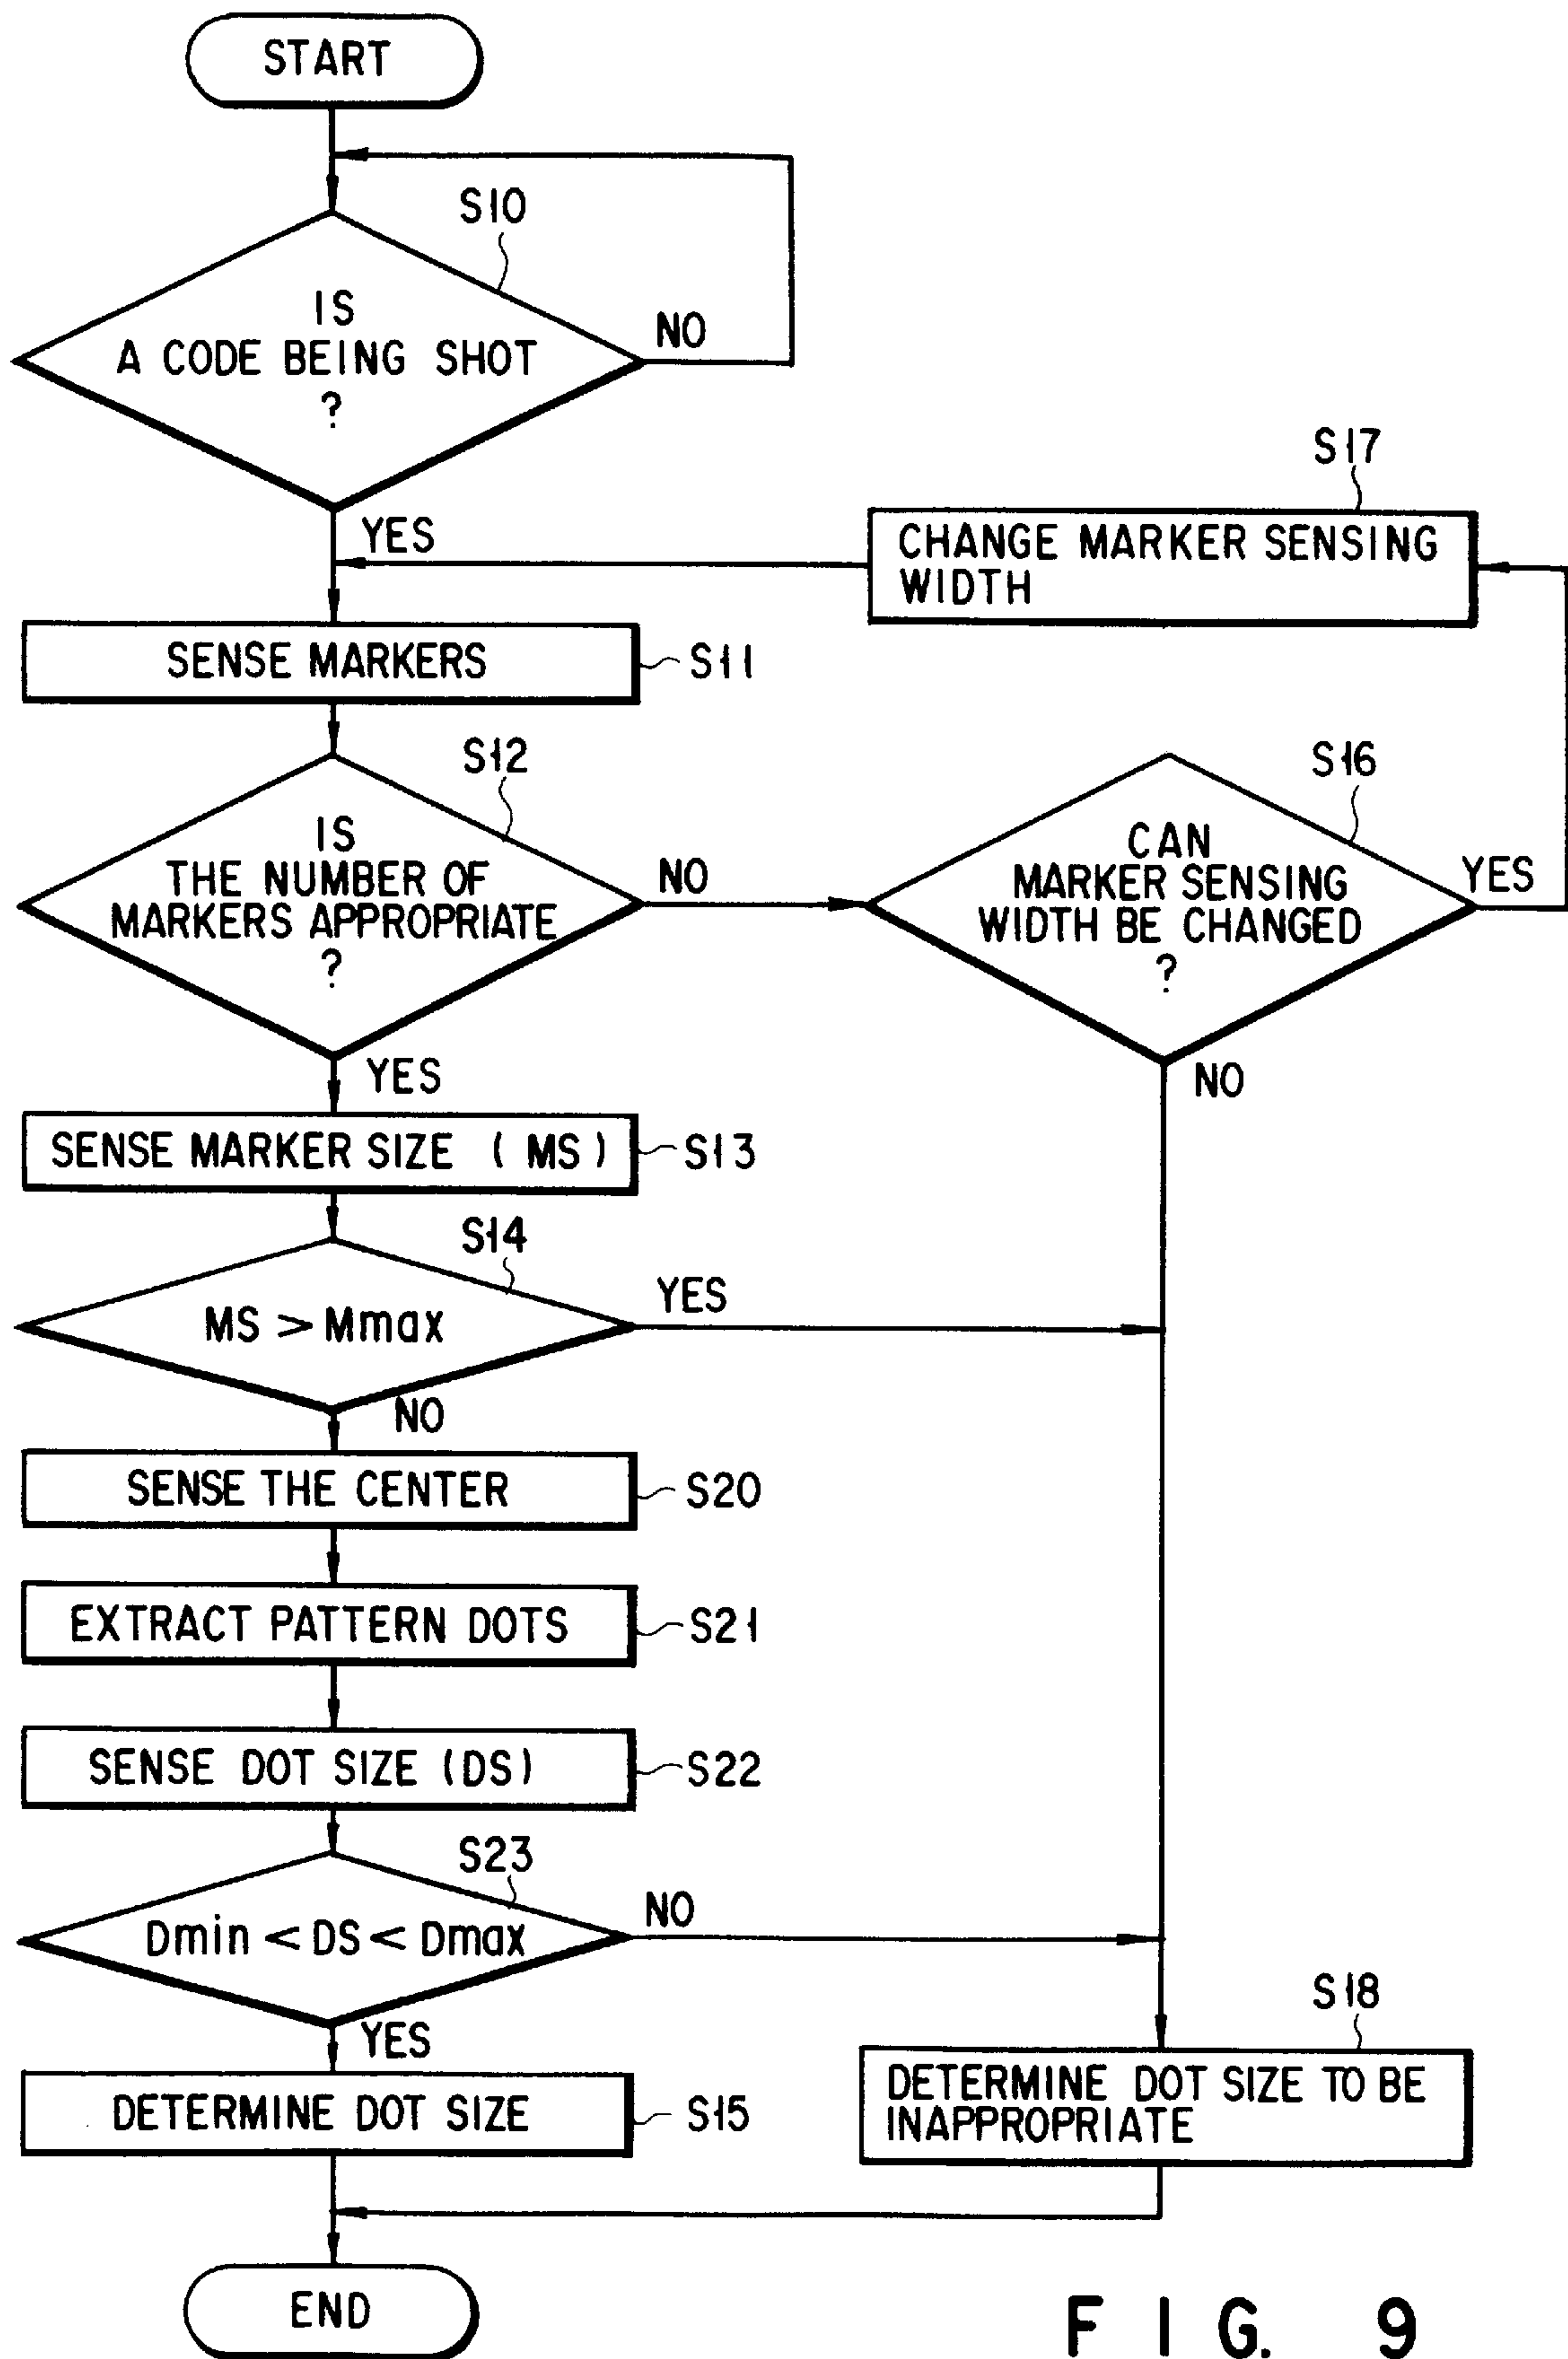 START
S10
IS
A CODE BEING SHOT
?
NO
YES
S17
CHANGE MARKER SENSING
WIDTH
SENSE MARKERS
S11
S12
IS
THE NUMBER OF
MARKERS APPROPRIATE
?
NO
YES
S16
CAN
MARKER SENSING
WIDTH BE CHANGED
?
YES
NO
SENSE MARKER SIZE (MS)
S13
S14
MS > Mmax
YES
NO
SENSE THE CENTER
S20
EXTRACT PATTERN DOTS
S21
SENSE DOT SIZE (DS)
S22
S23
Dmin < DS < Dmax
NO
YES
DETERMINE DOT SIZE
S15
S18
DETERMINE DOT SIZE TO BE
INAPPROPRIATE
END
FIG. 9